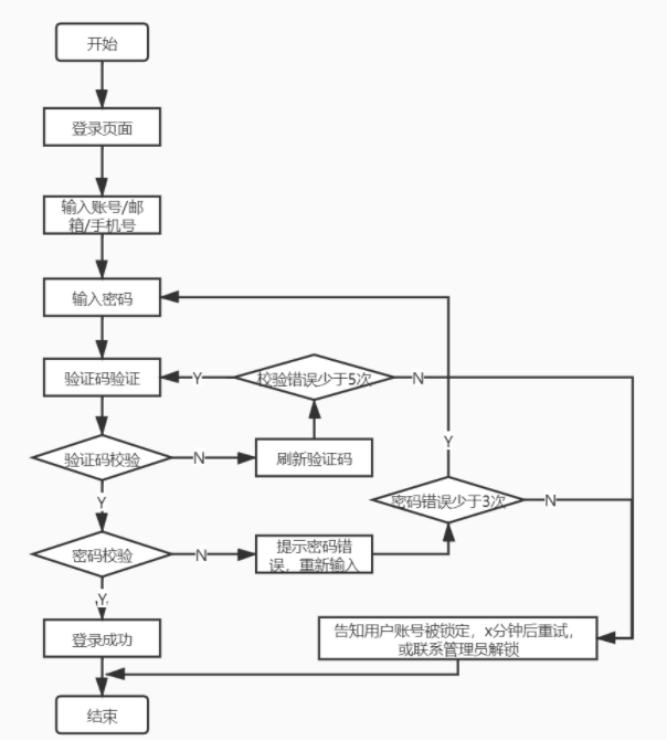 开始
登录页面
输入账号/邮
箱/手机号
输入密码
验证码验证
Y
校验错误少于5次
N
验证码校验
N
刷新验证码
Y
Y
密码错误少于3次
N
密码校验
N
提示密码错
误，重新输入
Y
登录成功
告知用户账号被锁定，x分钟后重试，
或联系管理员解锁
结束